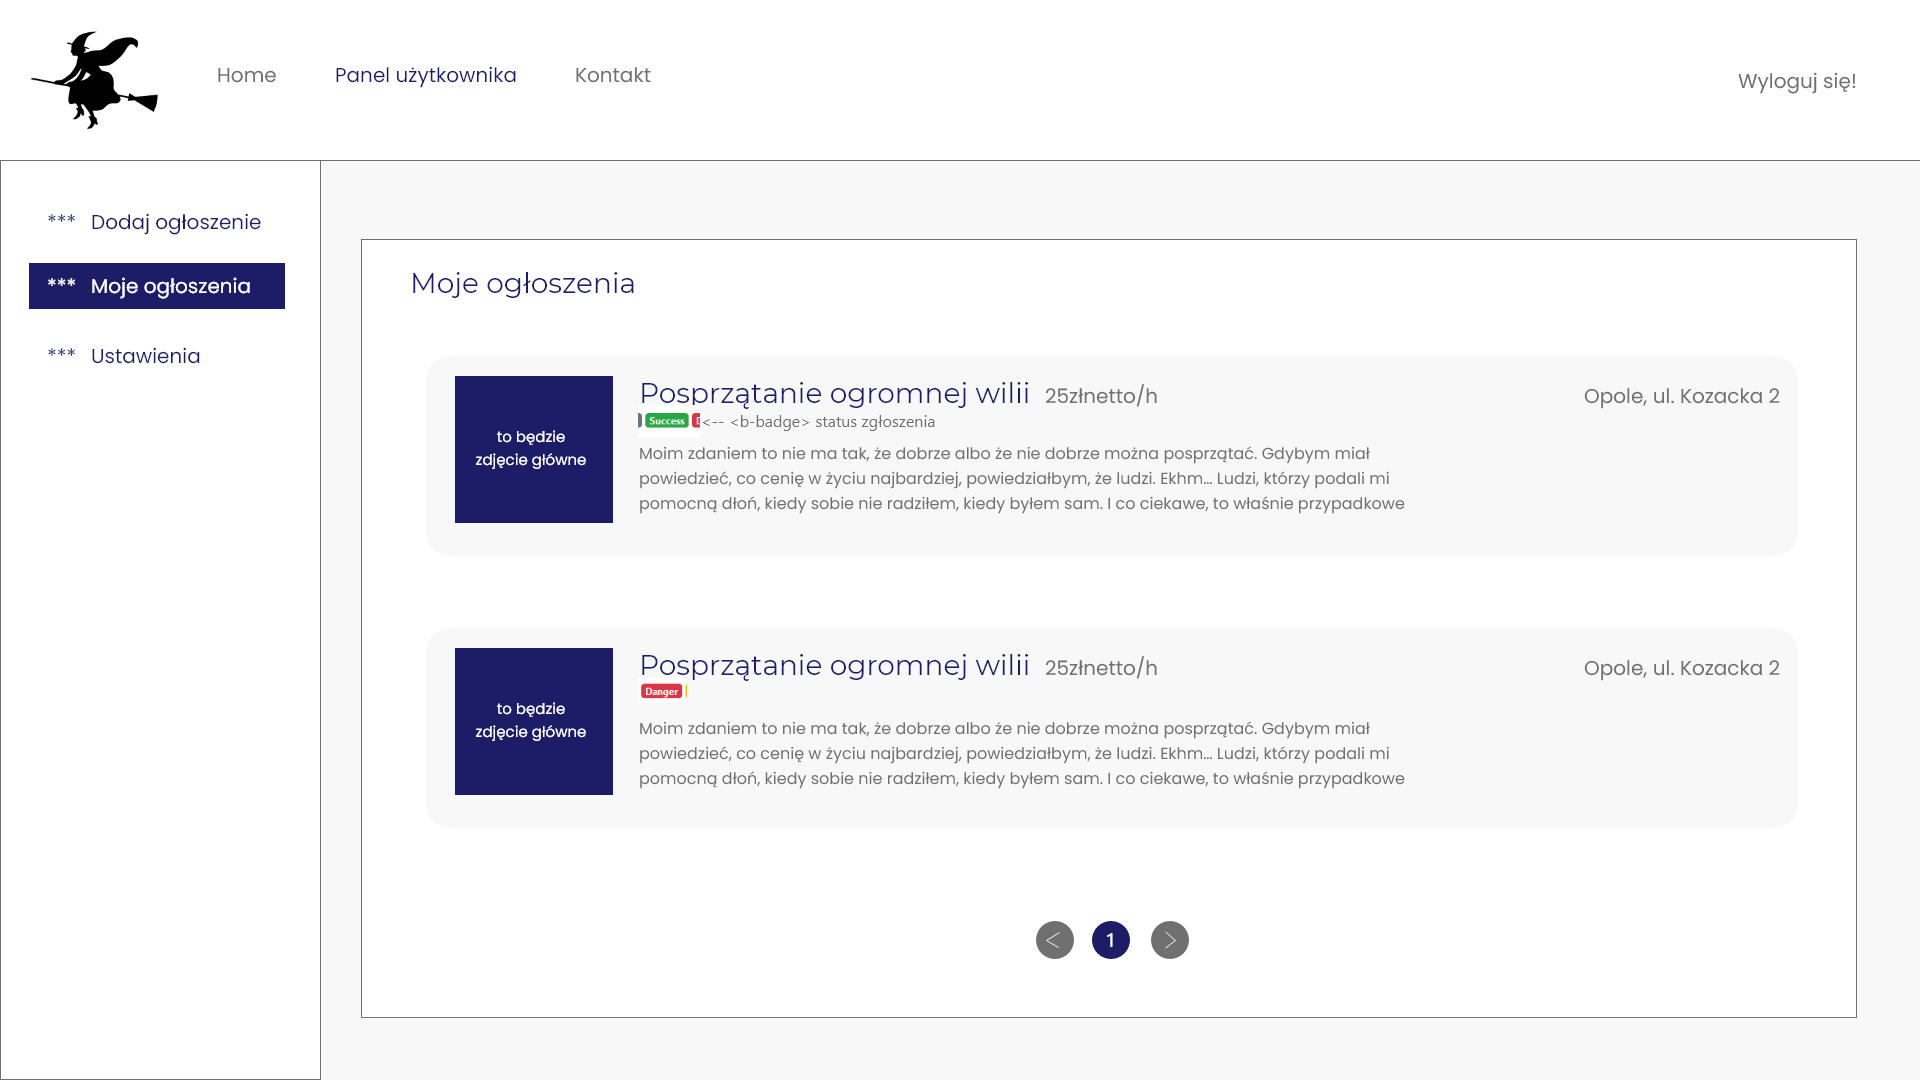 Home
Panel użytkownika
Kontakt
Wyloguj się!
*** Dodaj ogłoszenie
*** Moje ogłoszenia
*** Ustawienia
Moje ogłoszenia
to będzie
zdjęcie główne
Posprzątanie ogromnej wilii 25złnetto/h
Opole, ul. Kozacka 2
Success <-- <b-badge> status zgłoszenia
Moim zdaniem to nie ma tak, że dobrze albo że nie dobrze można posprzątać. Gdybym miał
powiedzieć, co cenię w życiu najbardziej, powiedziałbym, że ludzi. Ekhm... Ludzi, którzy podali mi
pomocną dłoń, kiedy sobie nie radziłem, kiedy byłem sam. I co ciekawe, to właśnie przypadkowe
to będzie
zdjęcie główne
Posprzątanie ogromnej wilii 25złnetto/h
Opole, ul. Kozacka 2
Danger
Moim zdaniem to nie ma tak, że dobrze albo że nie dobrze można posprzątać. Gdybym miał
powiedzieć, co cenię w życiu najbardziej, powiedziałbym, że ludzi. Ekhm... Ludzi, którzy podali mi
pomocną dłoń, kiedy sobie nie radziłem, kiedy byłem sam. I co ciekawe, to właśnie przypadkowe
< 1 >